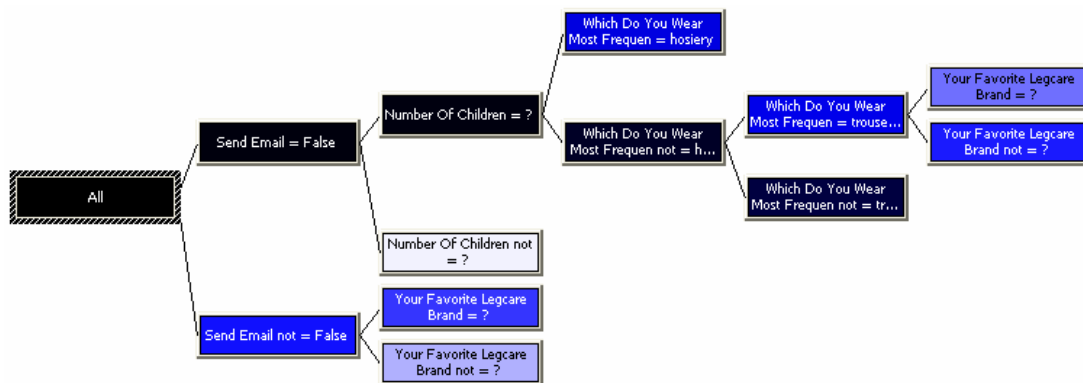 Which Do You Wear
Most Frequen = hosiery
Your Favorite Legcare
Brand = ?
Number Of Children = ?
Which Do You Wear
Most Frequen = trouse...
Send Email = False
Which Do You Wear
Most Frequen not = h...
Your Favorite Legcare
Brand not = ?
All
Which Do You Wear
Most Frequen not = tr...
Number Of Children not
= ?
Your Favorite Legcare
Brand = ?
Send Email not = False
Your Favorite Legcare
Brand not = ?